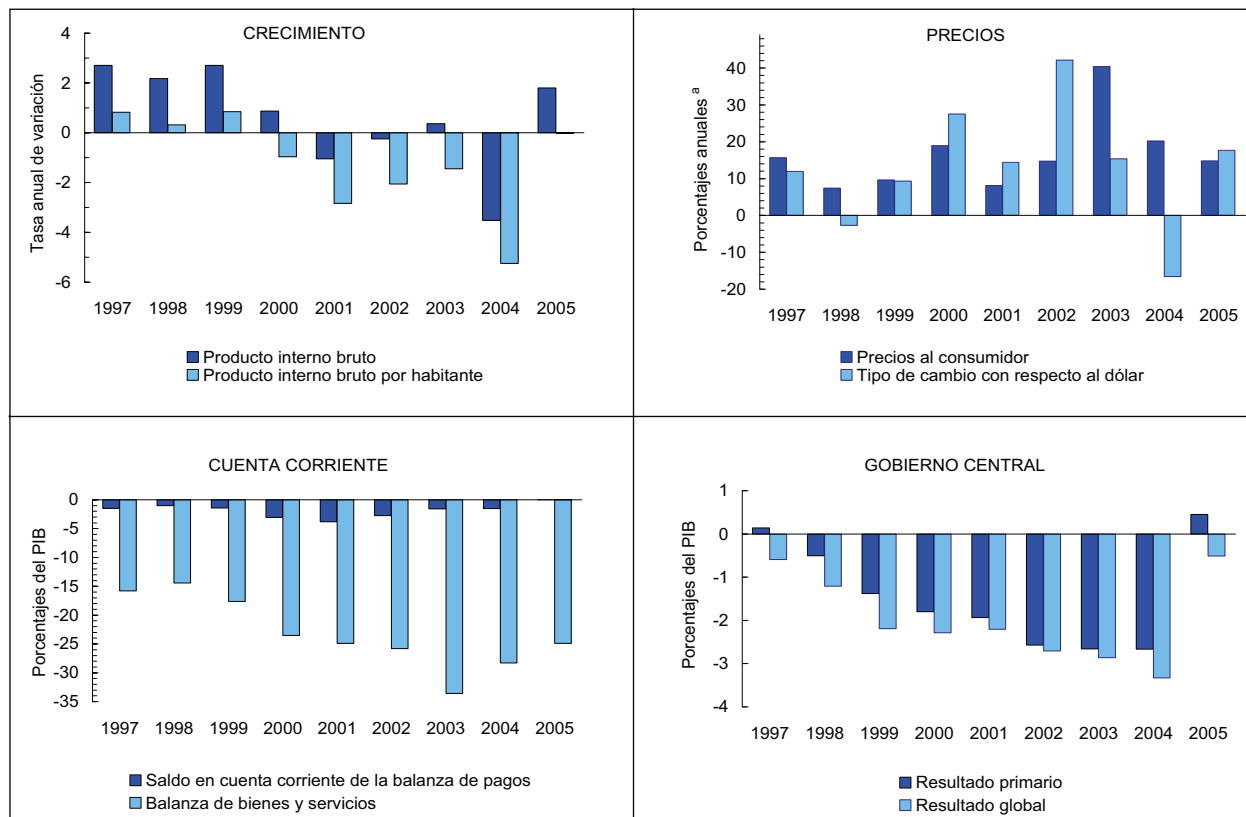 CRECIMIENTO
Tasa anual de variación
4
2
0
-2
-4
-6
1997 1998 1999 2000 2001 2002 2003 2004 2005
Producto interno bruto
Producto interno bruto por habitante
PRECIOS
Porcentajes anuales a
40
30
20
10
0
-10
-20
1997 1998 1999 2000 2001 2002 2003 2004 2005
Precios al consumidor
Tipo de cambio con respecto al dólar
CUENTA CORRIENTE
Porcentajes del PIB
0
-5
-10
-15
-20
-25
-30
-35
1997 1998 1999 2000 2001 2002 2003 2004 2005
Saldo en cuenta corriente de la balanza de pagos
Balanza de bienes y servicios
GOBIERNO CENTRAL
Porcentajes del PIB
1
0
-1
-2
-3
-4
1997 1998 1999 2000 2001 2002 2003 2004 2005
Resultado primario
Resultado global